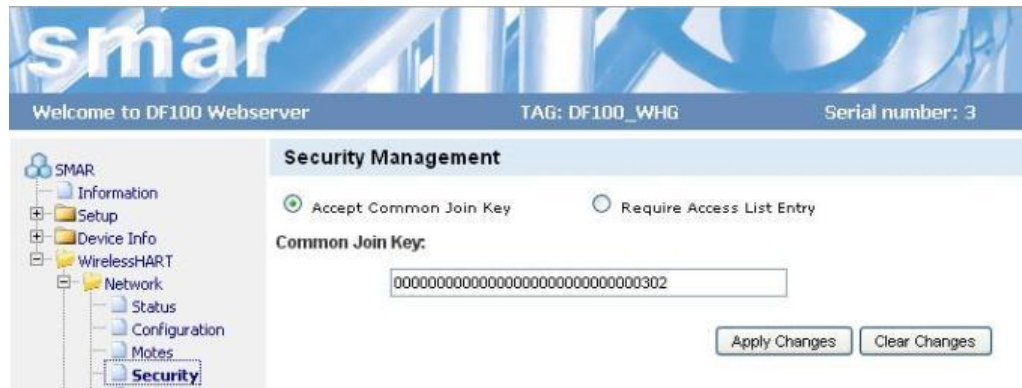 smar
Welcome to DF100 Webserver TAG: DF100_WHG Serial number: 3
SMAR
Information
Setup
Device Info
WirelessHART
Network
Status
Configuration
Motes
Security
Security Management
Accept Common Join Key Require Access List Entry
Common Join Key:
00000000000000000000000000000302
Apply Changes Clear Changes